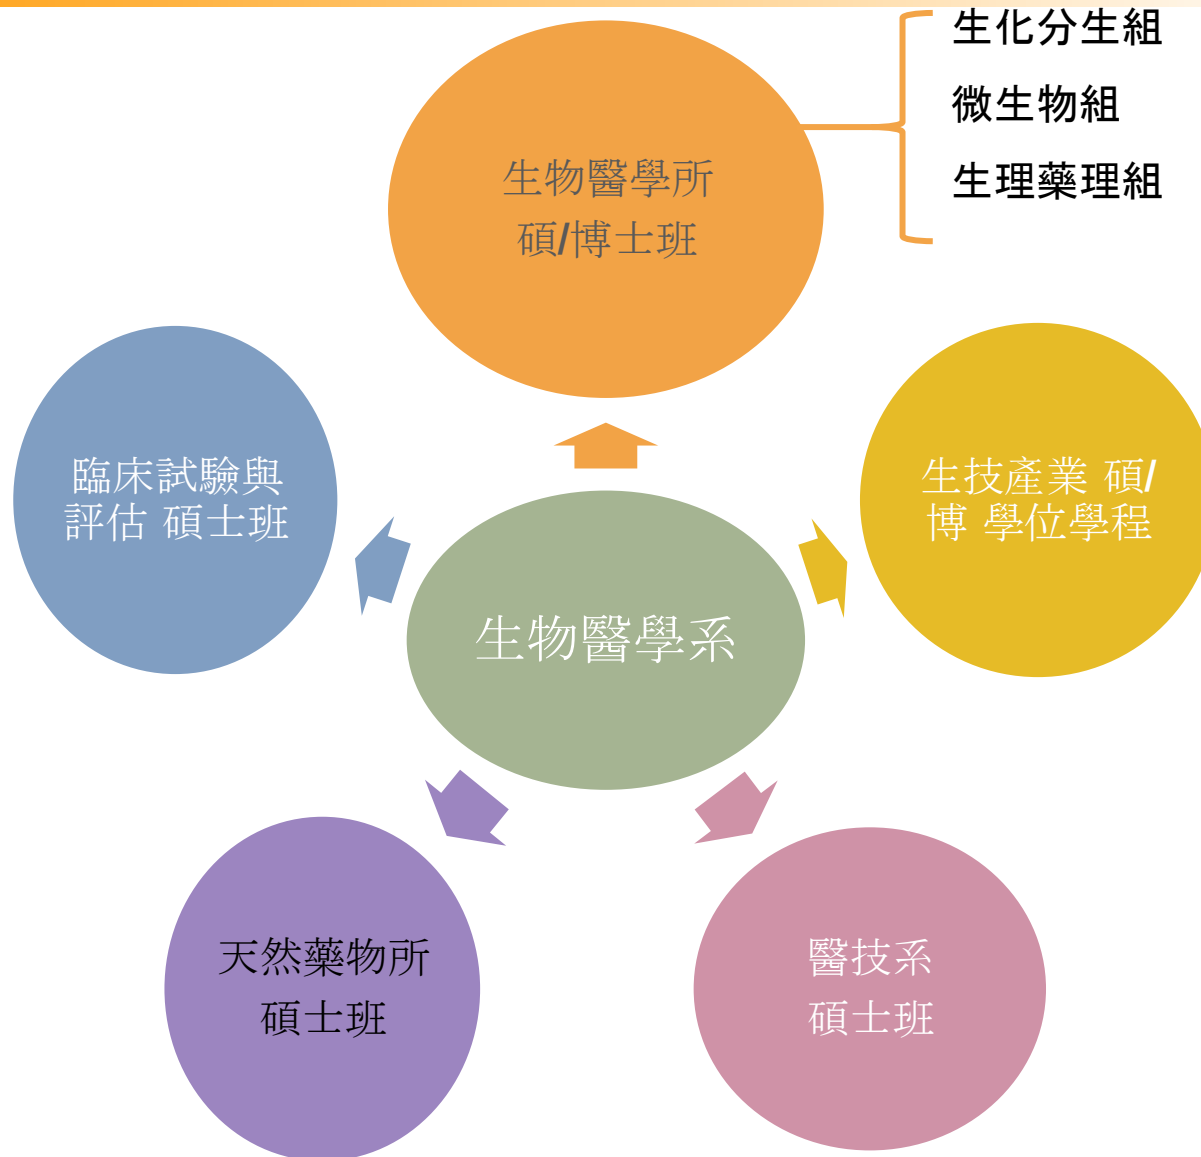 生化分生組
微生物組
生理藥理組
生物醫學所
碩/博士班
臨床試驗與
評估 碩士班
生技產業 碩/
博 學位學程
生物醫學系
天然藥物所
碩士班
醫技系
碩士班